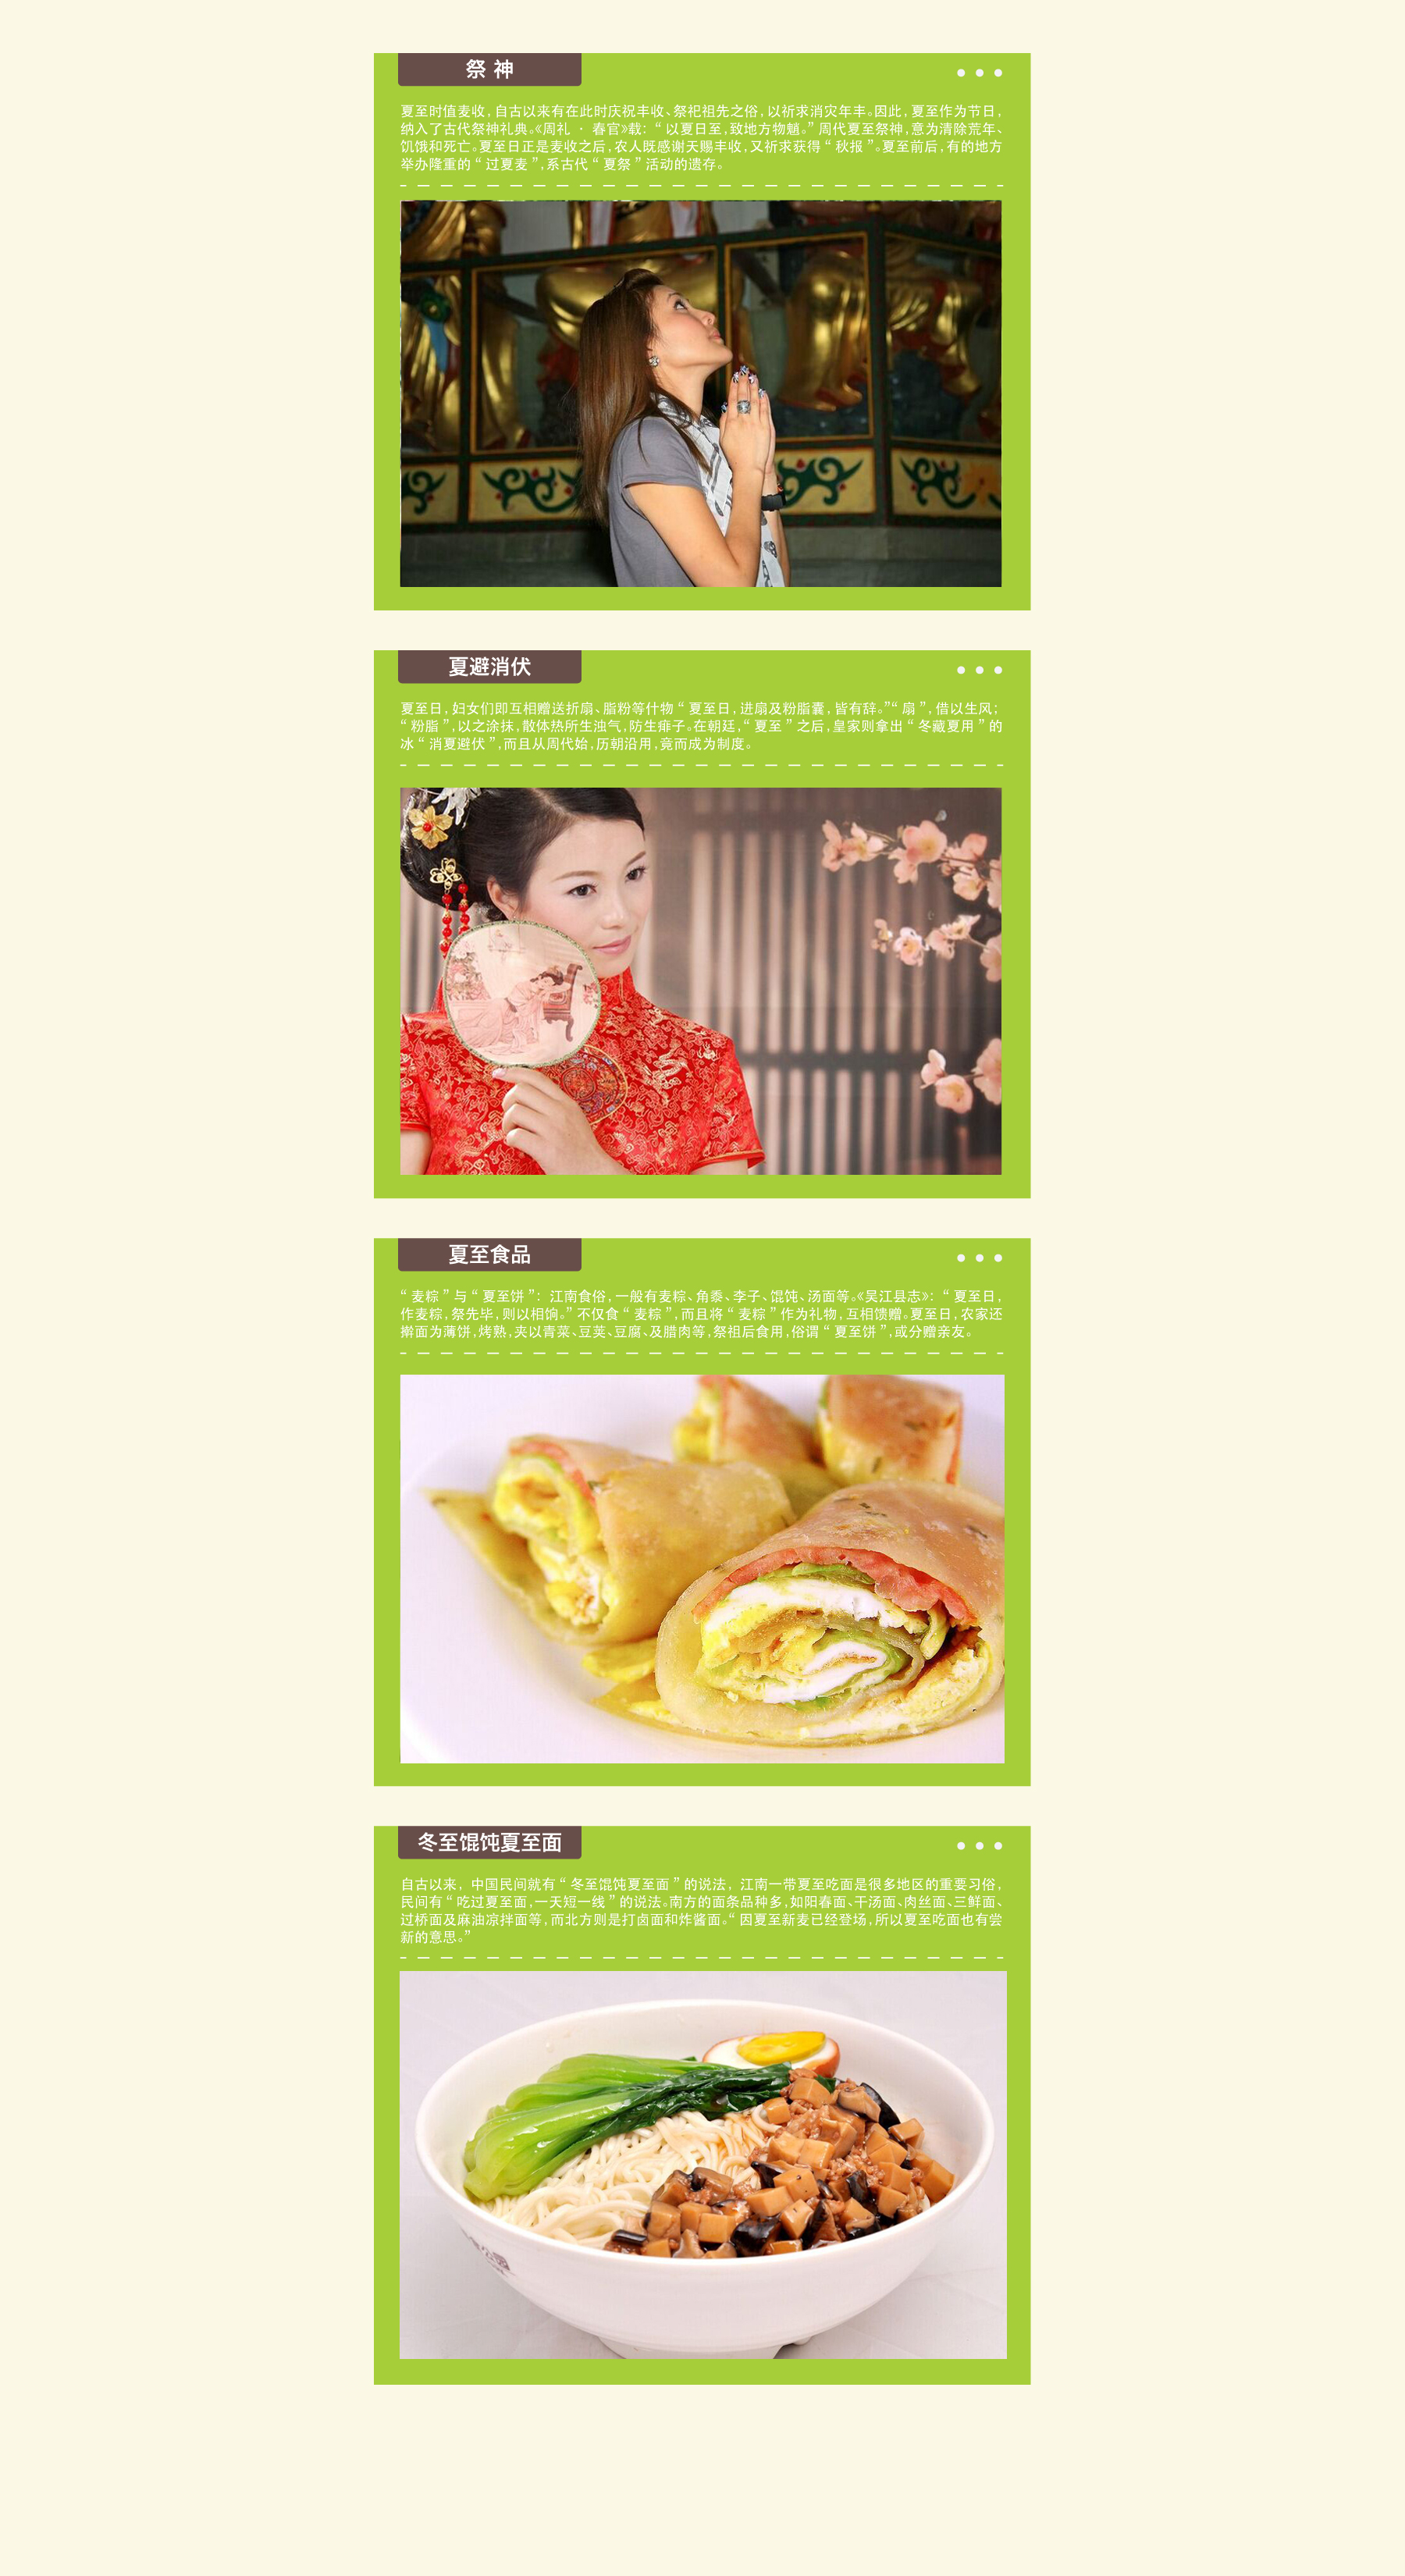 祭 神
夏至时值麦收,自古以来有在此时庆祝丰收、祭祀祖先之俗,以祈求消灾年丰。因此,夏至作为节日,
纳入了古代祭神礼典。《周礼 · 春官》载:“以夏日至,致地方物魈。”周代夏至祭神,意为清除荒年、
饥饿和死亡。夏至日正是麦收之后,农人既感谢天赐丰收,又祈求获得“秋报”。夏至前后,有的地方
举办隆重的“过夏麦”,系古代“夏祭”活动的遗存。
夏避消伏
夏至日,妇女们即互相赠送折扇、脂粉等什物“夏至日,进扇及粉脂囊,皆有辞。”“扇”,借以生风;
“粉脂”,以之涂抹,散体热所生浊气,防生痱子。在朝廷,“夏至”之后,皇家则拿出“冬藏夏用”的
冰“消夏避伏”,而且从周代始,历朝沿用,竟而成为制度。
夏至食品
“麦粽”与“夏至饼”:江南食俗,一般有麦粽、角黍、李子、馄饨、汤面等。《吴江县志》:“夏至日,
作麦粽,祭先毕,则以相饷。”不仅食“麦粽”,而且将“麦粽”作为礼物,互相馈赠。夏至日,农家还
擀面为薄饼,烤熟,夹以青菜、豆荚、豆腐、及腊肉等,祭祖后食用,俗谓“夏至饼”,或分赠亲友。
冬至馄饨夏至面
自古以来,中国民间就有“冬至馄饨夏至面”的说法,江南一带夏至吃面是很多地区的重要习俗,
民间有“吃过夏至面,一天短一线”的说法。南方的面条品种多,如阳春面、干汤面、肉丝面、三鲜面、
过桥面及麻油凉拌面等,而北方则是打卤面和炸酱面。“因夏至新麦已经登场,所以夏至吃面也有尝
新的意思。”